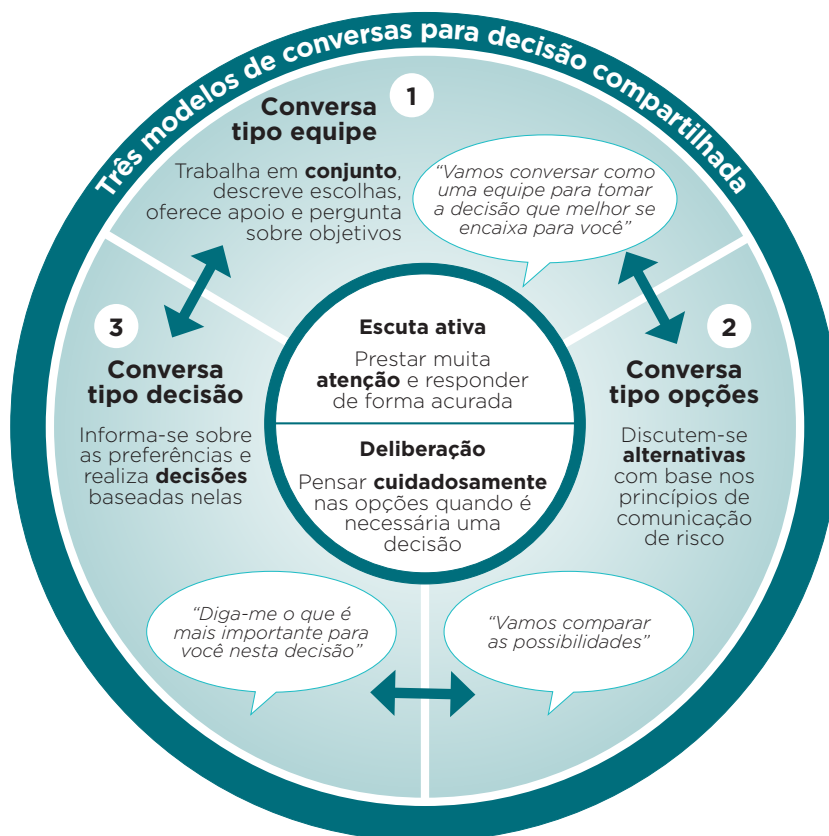 Três modelos de conversas para decisão compartilhada
1
Conversa
tipo equipe
Trabalha em conjunto,
descreve escolhas,
oferece apoio e pergunta
sobre objetivos
“Vamos conversar como
uma equipe para tomar
a decisão que melhor se
encaixa para você”
3
Conversa
tipo decisão
Informa-se sobre
as preferências e
realiza decisões
baseadas nelas
Escuta ativa
Prestar muita
atenção e responder
de forma acurada
Deliberação
Pensar cuidadosamente
nas opções quando é
necessária uma
decisão
2
Conversa
tipo opções
Discutem-se
alternativas
com base nos
princípios de
comunicação
de risco
“Diga-me o que é
mais importante para
você nesta decisão”
“Vamos comparar
as possibilidades”